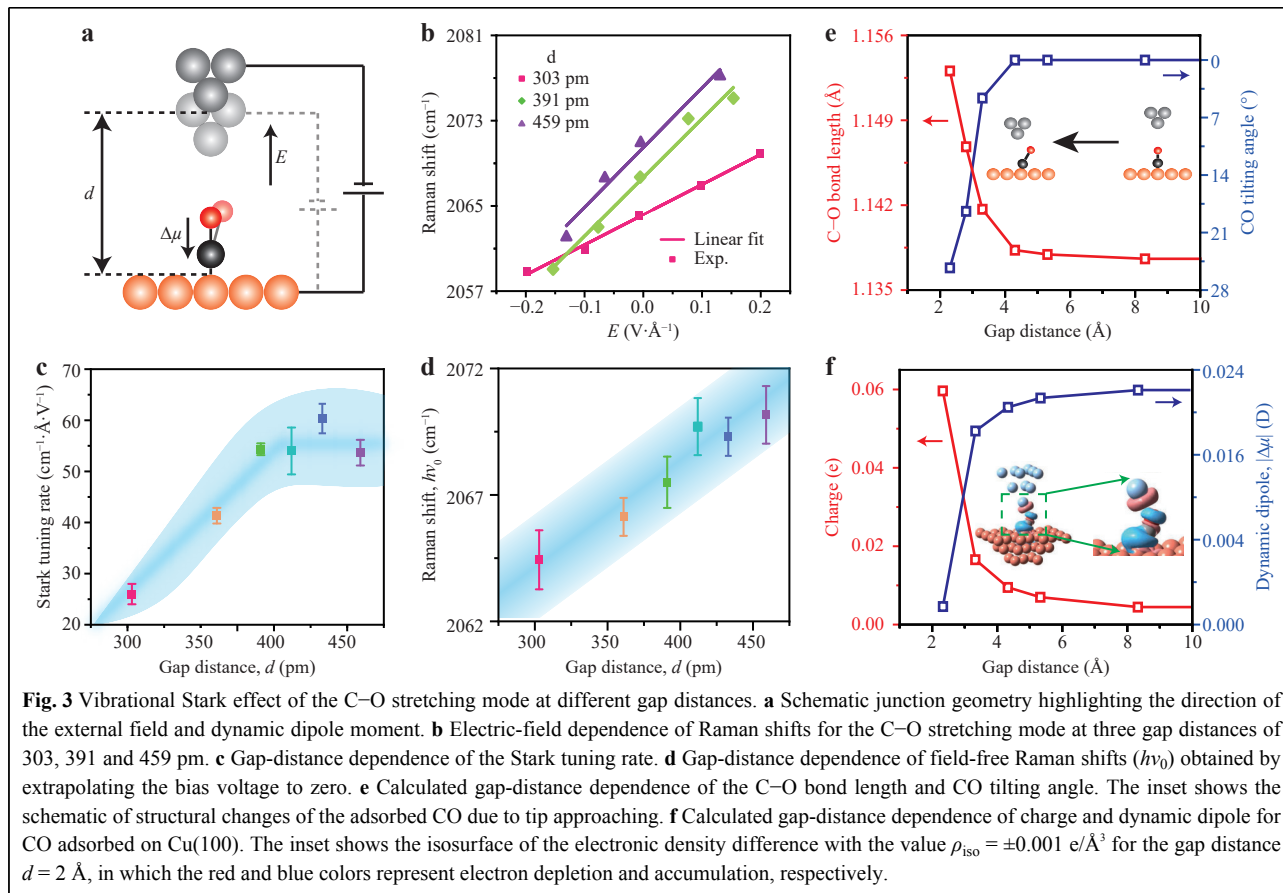 a
E
d
Δμ
b
2081
2073
2065
2057
Raman shift (cm⁻¹)
d
303 pm
391 pm
459 pm
Linear fit
Exp.
−0.2 −0.1 0.0 0.1 0.2
E (V·Å⁻¹)
e
1.156
1.149
1.142
1.135
C−O bond length (Å)
0
7
14
21
28
CO tilting angle (°)
2 4 6 8 10
Gap distance (Å)
c
70
60
50
40
30
20
Stark tuning rate (cm⁻¹·Å·V⁻¹)
300 350 400 450
Gap distance, d (pm)
d
2072
2067
2062
Raman shift, hv₀ (cm⁻¹)
300 350 400 450
Gap distance, d (pm)
f
0.06
0.04
0.02
0.00
Charge (e)
0.024
0.015
0.009
0.004
0.000
Dynamic dipole, |Δμ| (D)
2 4 6 8 10
Gap distance (Å)
Fig. 3 Vibrational Stark effect of the C−O stretching mode at different gap distances. a Schematic junction geometry highlighting the direction of
the external field and dynamic dipole moment. b Electric-field dependence of Raman shifts for the C−O stretching mode at three gap distances of
303, 391 and 459 pm. c Gap-distance dependence of the Stark tuning rate. d Gap-distance dependence of field-free Raman shifts (hv₀) obtained by
extrapolating the bias voltage to zero. e Calculated gap-distance dependence of the C−O bond length and CO tilting angle. The inset shows the
schematic of structural changes of the adsorbed CO due to tip approaching. f Calculated gap-distance dependence of charge and dynamic dipole for
CO adsorbed on Cu(100). The inset shows the isosurface of the electronic density difference with the value ρiso = ±0.001 e/Å³ for the gap distance
d = 2 Å, in which the red and blue colors represent electron depletion and accumulation, respectively.